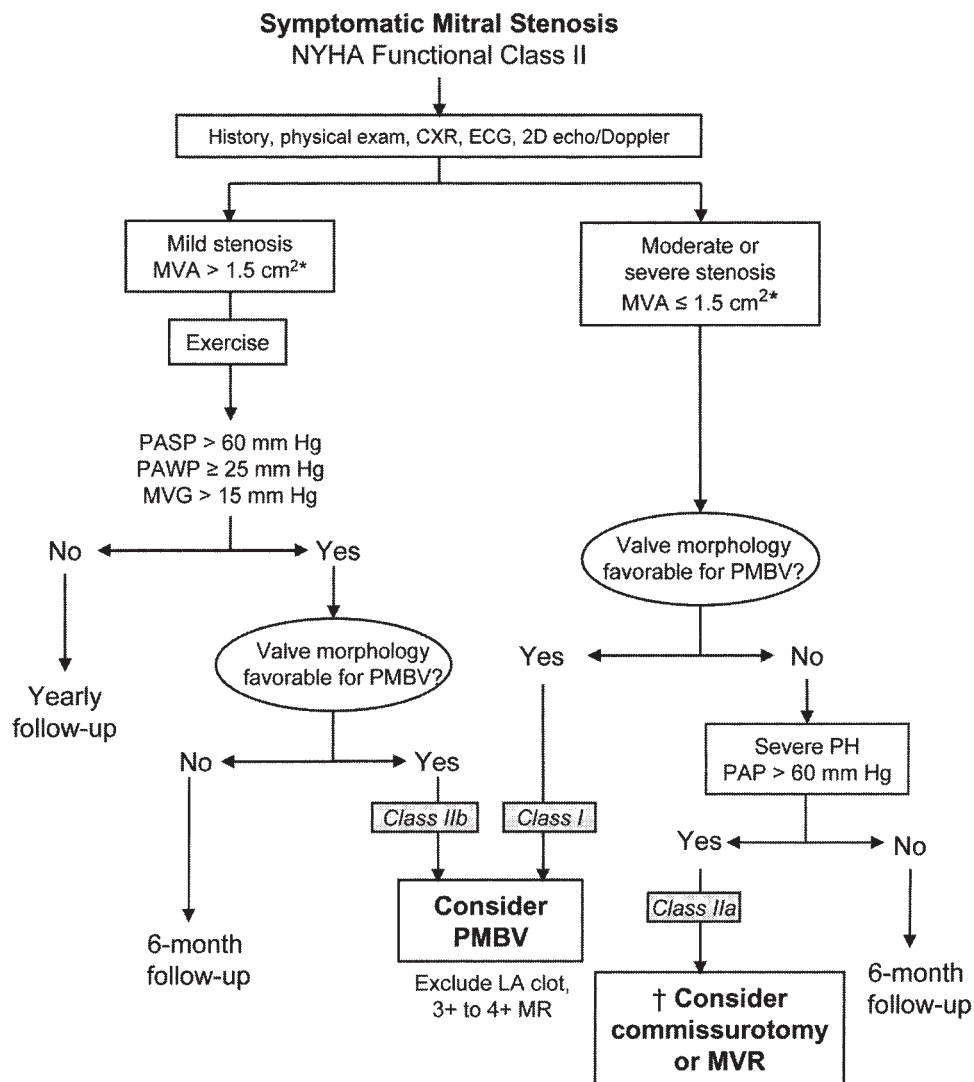 Symptomatic Mitral Stenosis
NYHA Functional Class II
History, physical exam, CXR, ECG, 2D echo/Doppler
Mild stenosis
MVA > 1.5 cm²*
Moderate or
severe stenosis
MVA ≤ 1.5 cm²*
Exercise
PASP > 60 mm Hg
PAWP ≥ 25 mm Hg
MVG > 15 mm Hg
No
Yes
Valve morphology
favorable for PMBV?
Yearly
follow-up
Valve morphology
favorable for PMBV?
Yes
No
No
Yes
Severe PH
PAP > 60 mm Hg
Class IIb
Class I
Yes
No
Consider
PMBV
Class IIa
6-month
follow-up
Exclude LA clot,
3+ to 4+ MR
6-month
follow-up
† Consider
commissurotomy
or MVR